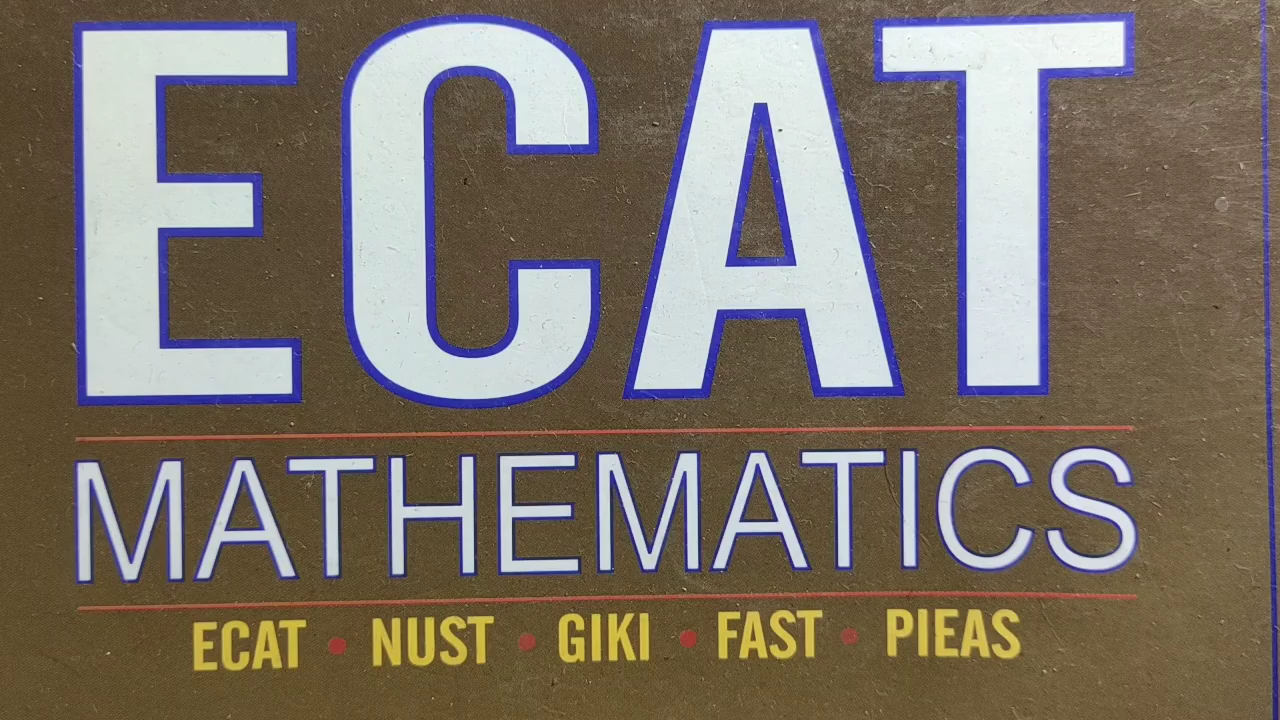 ECAT
MATHEMATICS
ECAT • NUST • GIKI • FAST • PIEAS